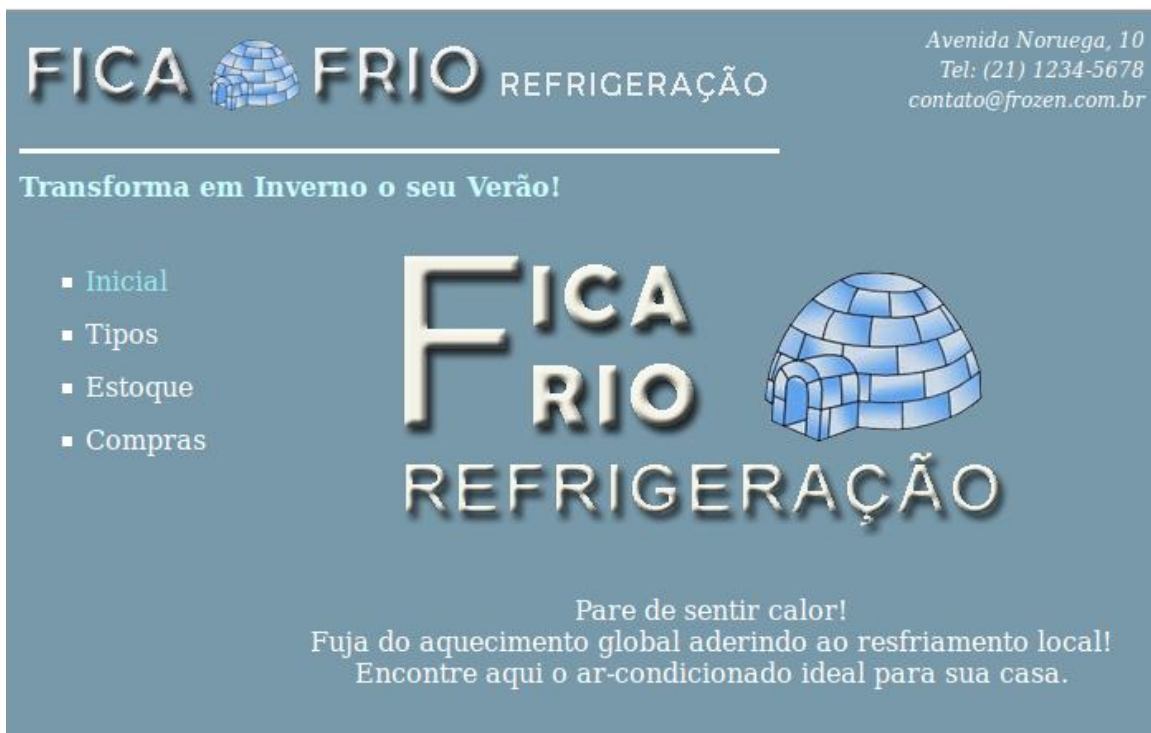 FICA FRIO REFRIGERAÇÃO
Avenida Noruega, 10
Tel: (21) 1234-5678
contato@frozen.com.br
Transforma em Inverno o seu Verão!
Inicial
Tipos
Estoque
Compras
FICA
FRIO
REFRIGERAÇÃO
Pare de sentir calor!
Fuja do aquecimento global aderindo ao resfriamento local!
Encontre aqui o ar-condicionado ideal para sua casa.